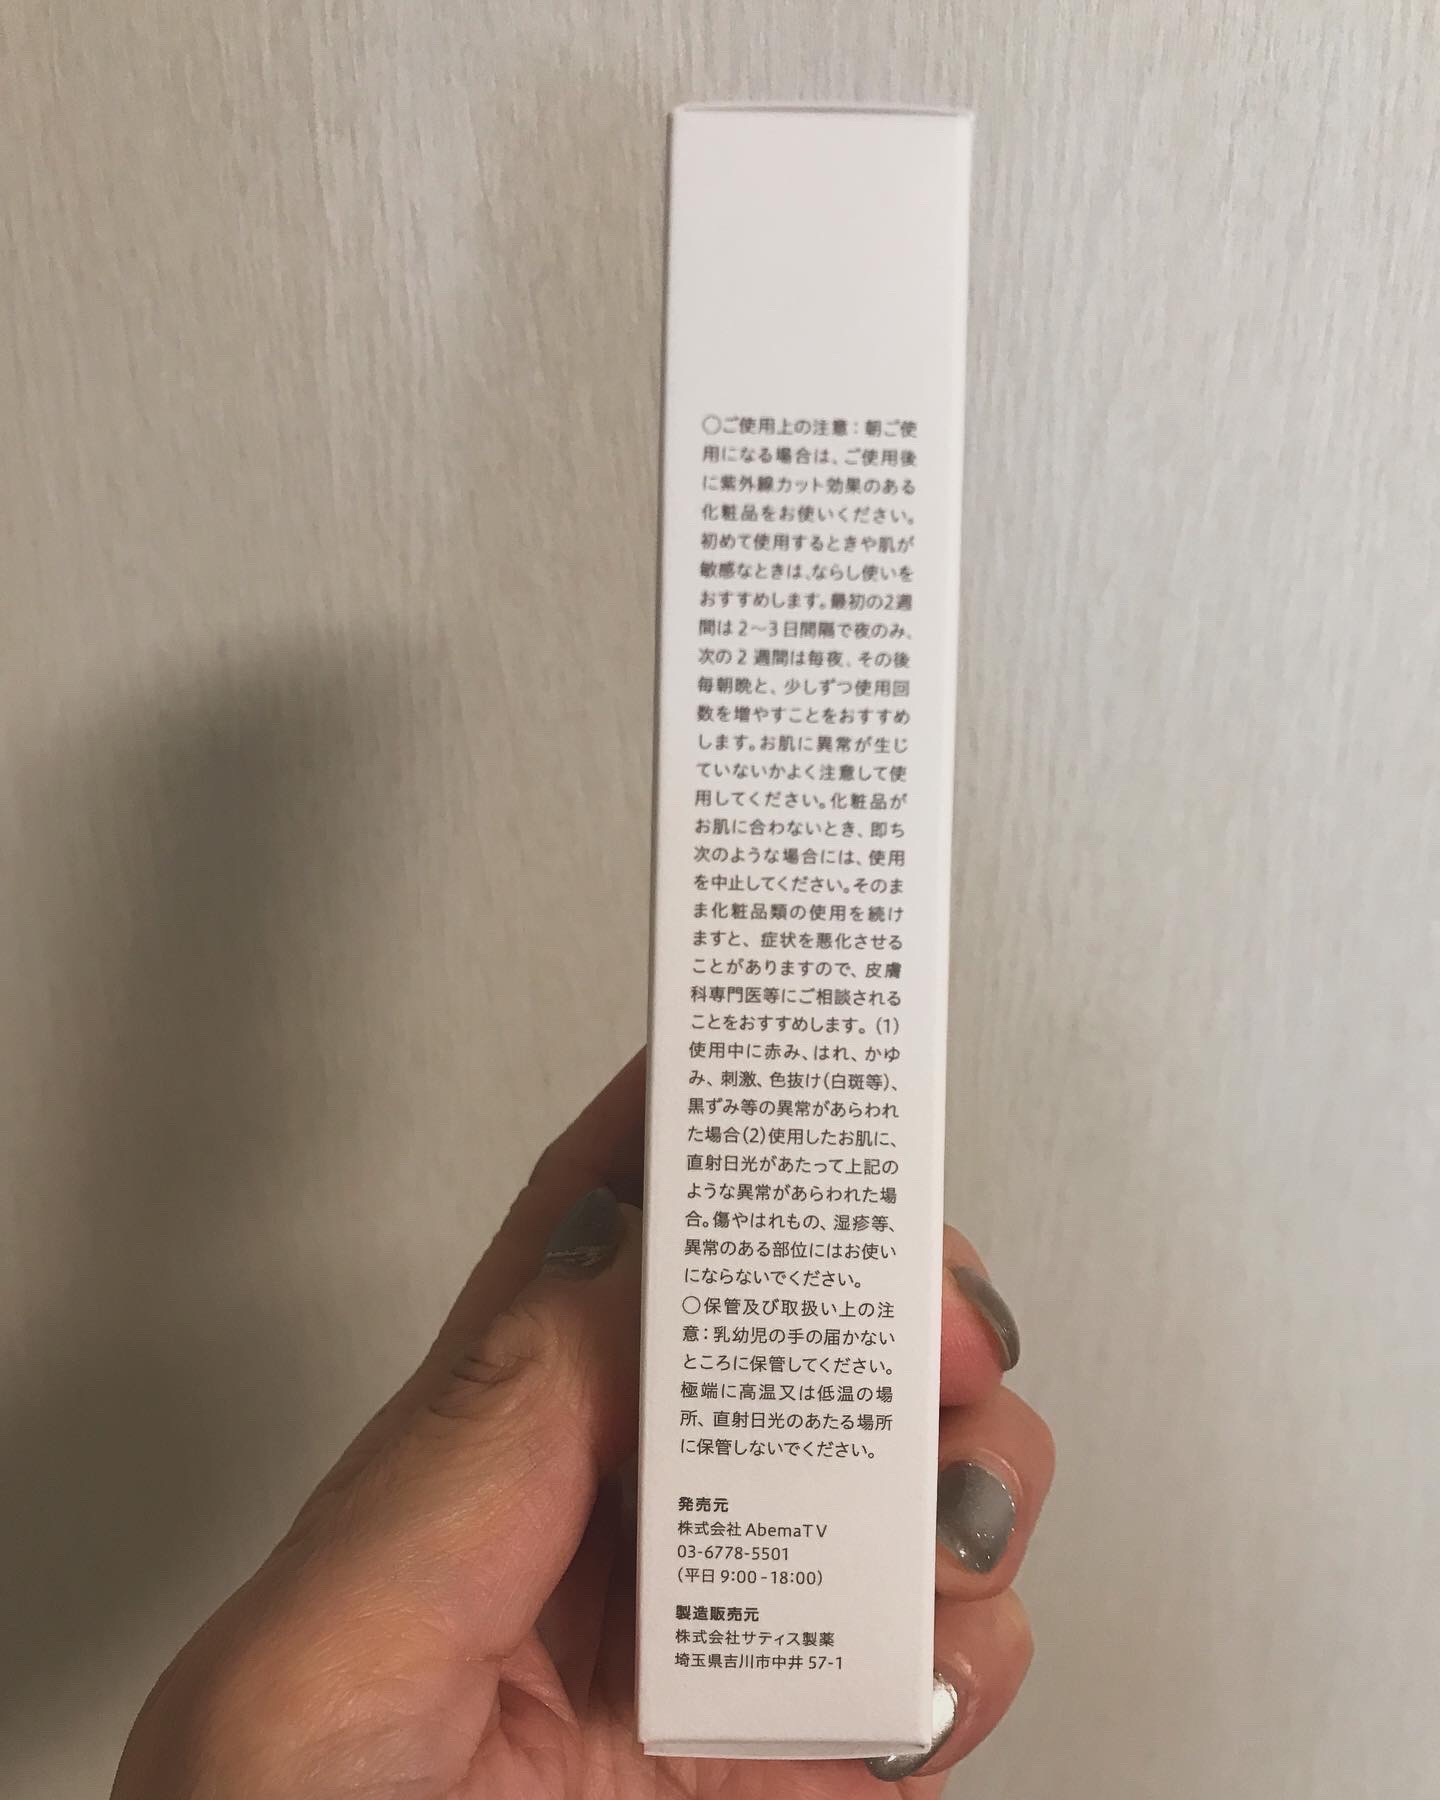 ○ご使用上の注意：朝ご使
用になる場合は、ご使用後
に紫外線カット効果のある
化粧品をお使いください。
初めて使用するときや肌が
敏感なときは、ならし使いを
おすすめします。最初の2週
間は2〜3日間隔で夜のみ、
次の2週間は毎夜、その後
毎朝晩と、少しずつ使用回
数を増やすことをおすすめ
します。お肌に異常が生じ
ていないかよく注意して使
用してください。化粧品が
お肌に合わないとき、即ち
次のような場合には、使用
を中止してください。そのま
ま化粧品類の使用を続け
ますと、症状を悪化させる
ことがありますので、皮膚
科専門医等にご相談される
ことをおすすめします。(1)
使用中に赤み、はれ、かゆ
み、刺激、色抜け(白斑等)、
黒ずみ等の異常があらわれ
た場合(2)使用したお肌に、
直射日光があたって上記の
ような異常があらわれた場
合。傷やはれもの、湿疹等、
異常のある部位にはお使い
にならないでください。
○保管及び取扱い上の注
意：乳幼児の手の届かない
ところに保管してください。
極端に高温又は低温の場
所、直射日光のあたる場所
に保管しないでください。
発売元
株式会社AbemaTV
03-6778-5501
(平日9:00-18:00)
製造販売元
株式会社サティス製薬
埼玉県吉川市中井57-1